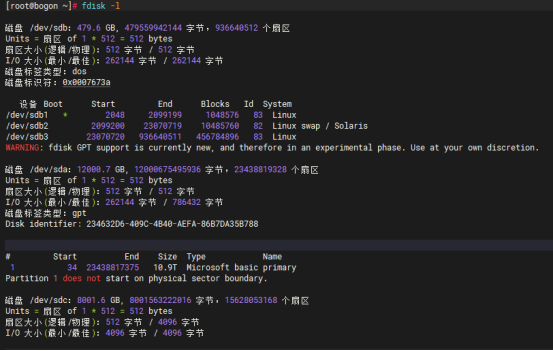 [root@bogon ~]# fdisk -l
磁盘 /dev/sdb: 479.6 GB, 479559942144 字节, 936640512 个扇区
Units = 扇区 of 1 * 512 = 512 bytes
扇区大小(逻辑/物理): 512 字节 / 512 字节
I/O 大小(最小/最佳): 262144 字节 / 262144 字节
磁盘标签类型: dos
磁盘标识符: 0x0007673a
设备 Boot Start End Blocks Id System
/dev/sdb1 * 2048 2099199 1048576 83 Linux
/dev/sdb2 2099200 23070719 10485760 82 Linux swap / Solaris
/dev/sdb3 23070720 936640511 456784896 83 Linux
WARNING: fdisk GPT support is currently new, and therefore in an experimental phase. Use at your own discretion.
磁盘 /dev/sda: 12000.7 GB, 12000675495936 字节, 23438819328 个扇区
Units = 扇区 of 1 * 512 = 512 bytes
扇区大小(逻辑/物理): 512 字节 / 512 字节
I/O 大小(最小/最佳): 262144 字节 / 786432 字节
磁盘标签类型: gpt
Disk identifier: 234632D6-409C-4B40-AEFA-86B7DA35B788
# Start End Size Type Name
1 34 23438817375 10.9T Microsoft basic primary
Partition 1 does not start on physical sector boundary.
磁盘 /dev/sdc: 8001.6 GB, 8001563222016 字节, 15628053168 个扇区
Units = 扇区 of 1 * 512 = 512 bytes
扇区大小(逻辑/物理): 512 字节 / 4096 字节
I/O 大小(最小/最佳): 4096 字节 / 4096 字节